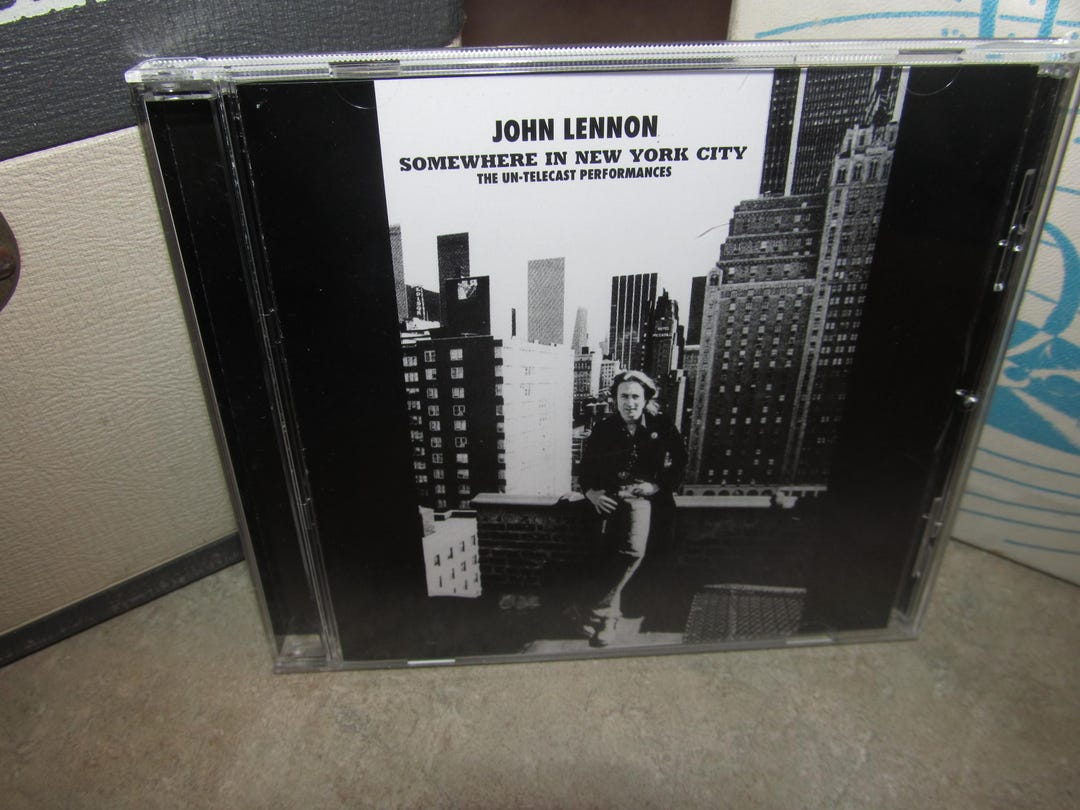 JOHN LENNON
SOMEWHERE IN NEW YORK CITY
THE UN-TELECAST PERFORMANCES